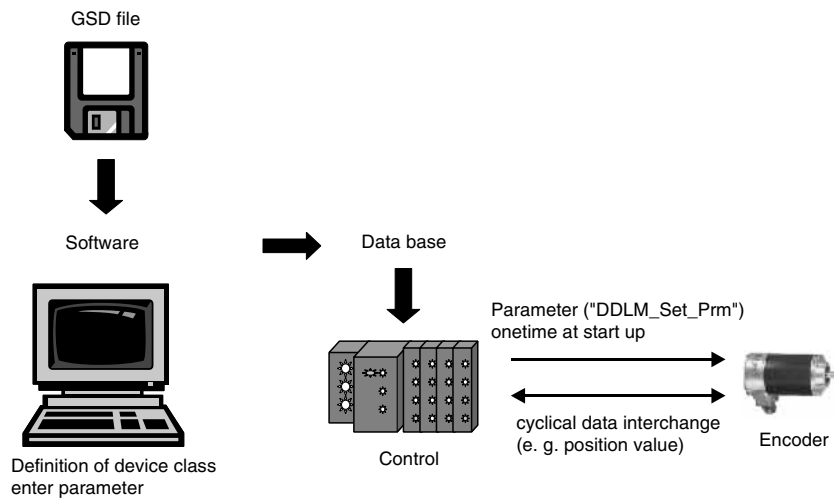 GSD file
Software
Data base
Definition of device class
enter parameter
Parameter ("DDLM_Set_Prm")
onetime at start up
cyclical data interchange
(e. g. position value)
Control
Encoder